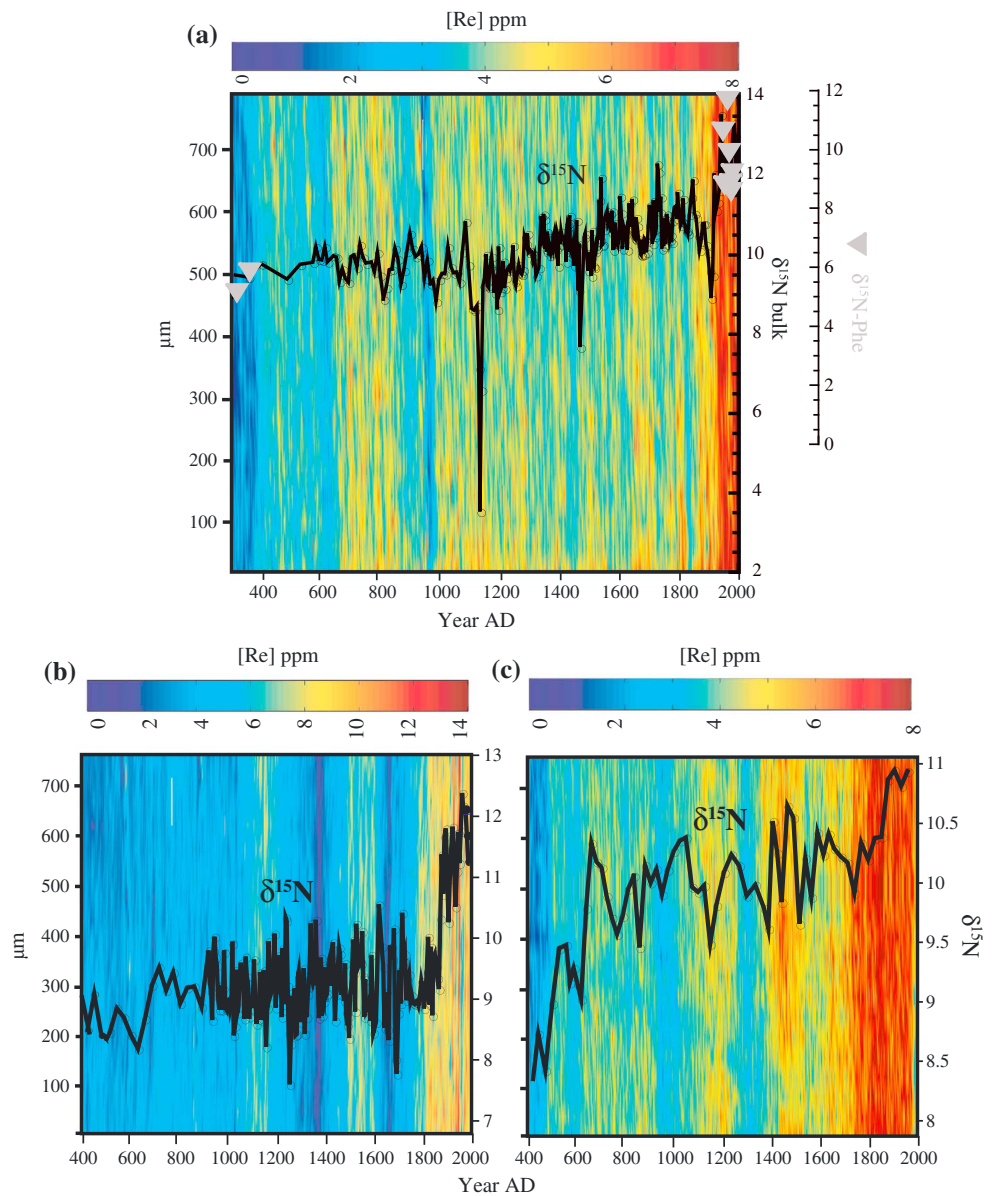 [Re] ppm
(a)
0 2 4 6 8
14 12
700 12 10
600 δ¹⁵N 8
500 10 6
400 8 4
300 6 2
200 4 0
100 2
μm
δ¹⁵N bulk
δ¹⁵N-Phe
400 600 800 1000 1200 1400 1600 1800 2000
Year AD
(b) [Re] ppm
0 2 4 6 8 10 12 14
13
700 12
600 11
500 δ¹⁵N
400 10
300 9
200 8
100 7
μm
400 600 800 1000 1200 1400 1600 1800 2000
(c) [Re] ppm
0 2 4 6 8
11
10.5
δ¹⁵N
10
9.5
9
8.5
8
δ¹⁵N
400 600 800 1000 1200 1400 1600 1800 2000
Year AD